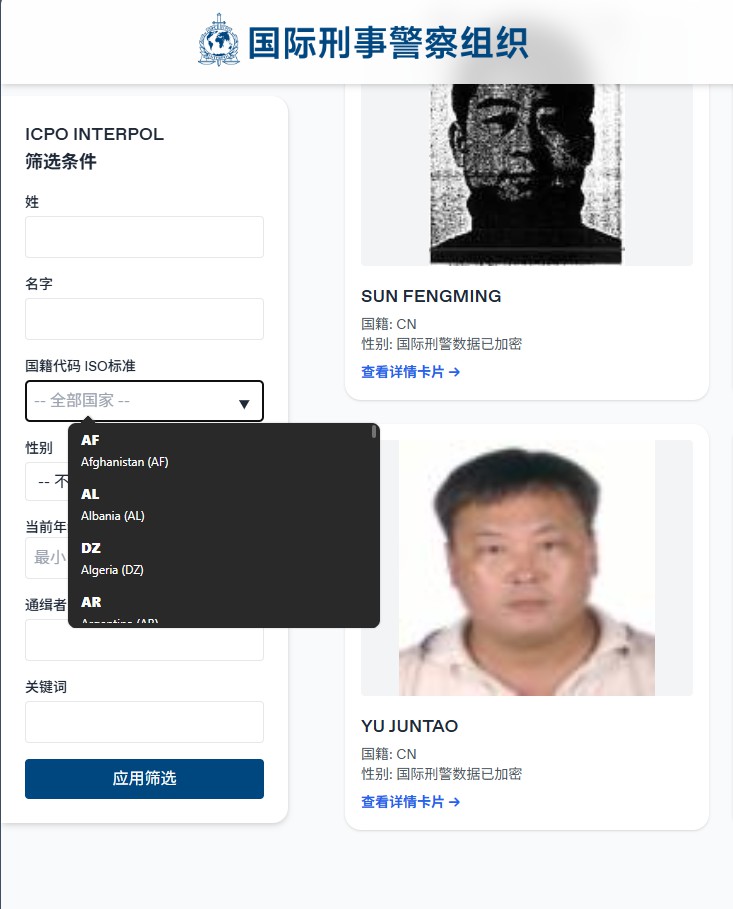 国际刑事警察组织
ICPO INTERPOL
筛选条件
姓
名字
国籍代码 ISO标准
-- 全部国家 --
AF
Afghanistan (AF)
AL
Albania (AL)
DZ
Algeria (DZ)
AR
Argentina (AR)
性别
-- 不
当前年
最小
通缉者
关键词
应用筛选
SUN FENGMING
国籍: CN
性别: 国际刑警数据已加密
查看详情卡片 →
YU JUNTAO
国籍: CN
性别: 国际刑警数据已加密
查看详情卡片 →